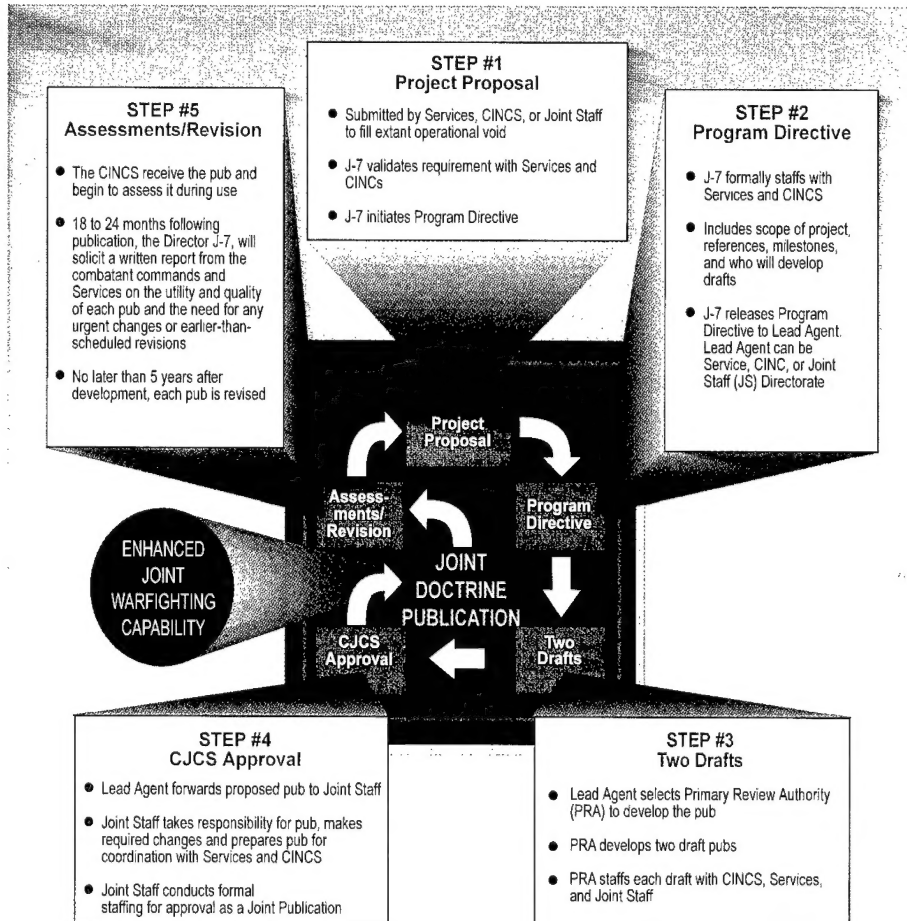 STEP #1
Project Proposal
● Submitted by Services, CINCS, or Joint Staff
to fill extant operational void
● J-7 validates requirement with Services and
CINCs
● J-7 initiates Program Directive
STEP #2
Program Directive
● J-7 formally staffs with
Services and CINCS
● Includes scope of project,
references, milestones,
and who will develop
drafts
● J-7 releases Program
Directive to Lead Agent.
Lead Agent can be
Service, CINC, or Joint
Staff (JS) Directorate
STEP #5
Assessments/Revision
● The CINCS receive the pub and
begin to assess it during use
● 18 to 24 months following
publication, the Director J-7, will
solicit a written report from the
combatant commands and
Services on the utility and quality
of each pub and the need for any
urgent changes or earlier-than-
scheduled revisions
● No later than 5 years after
development, each pub is revised
Project
Proposal
Assess-
ments/
Revision
Program
Directive
ENHANCED
JOINT
WARFIGHTING
CAPABILITY
JOINT
DOCTRINE
PUBLICATION
CJCS
Approval
Two
Drafts
STEP #4
CJCS Approval
● Lead Agent forwards proposed pub to Joint Staff
● Joint Staff takes responsibility for pub, makes
required changes and prepares pub for
coordination with Services and CINCS
● Joint Staff conducts formal
staffing for approval as a Joint Publication
STEP #3
Two Drafts
● Lead Agent selects Primary Review Authority
(PRA) to develop the pub
● PRA develops two draft pubs
● PRA staffs each draft with CINCS, Services,
and Joint Staff